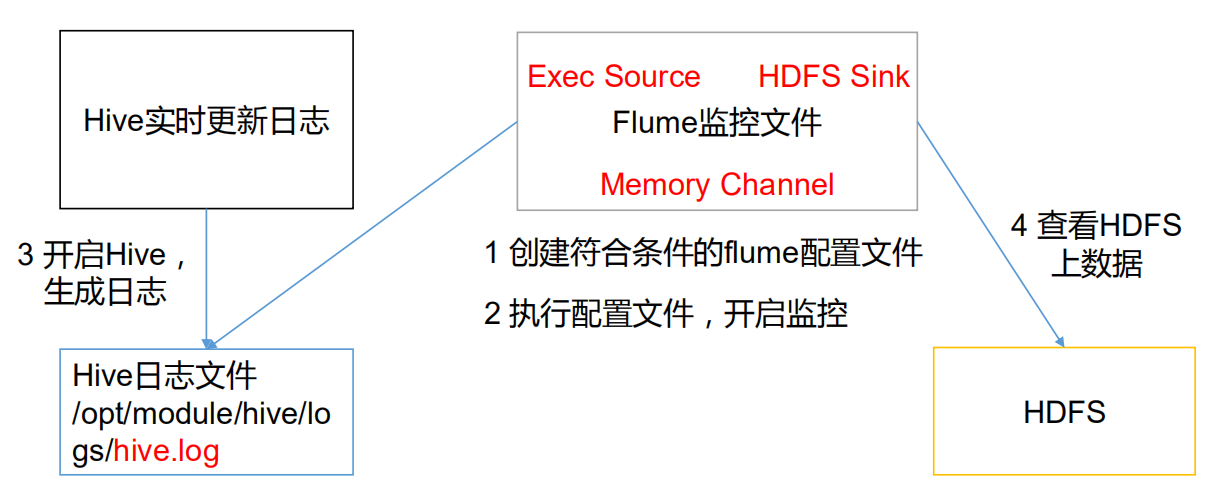 Hive实时更新日志
Exec Source
HDFS Sink
Flume监控文件
Memory Channel
3 开启Hive，
生成日志
1 创建符合条件的flume配置文件
2 执行配置文件，开启监控
4 查看HDFS
上数据
Hive日志文件
/opt/module/hive/lo
gs/hive.log
HDFS